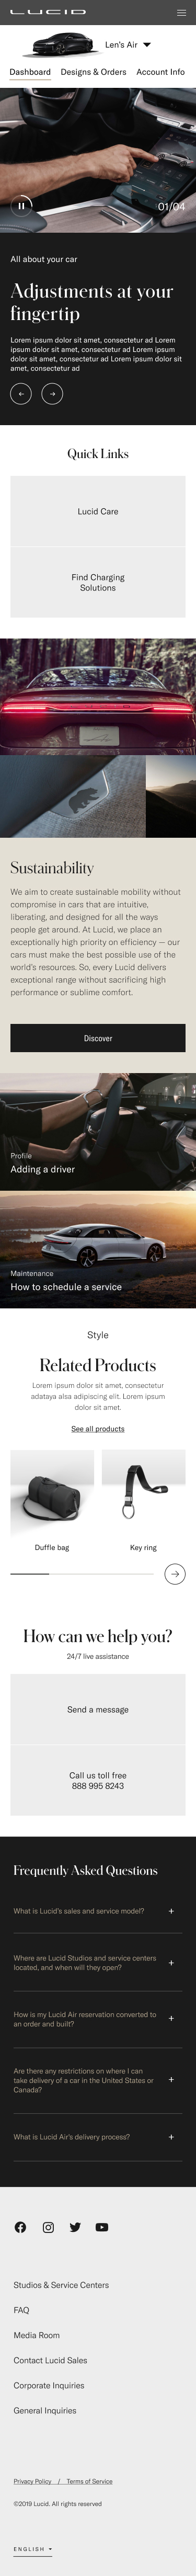 LUCID
Len's Air
Dashboard Designs & Orders Account Info
01/04
All about your car
Adjustments at your
fingertip
Lorem ipsum dolor sit amet, consectetur ad Lorem
ipsum dolor sit amet, consectetur ad Lorem ipsum
dolor sit amet, consectetur ad Lorem ipsum dolor sit
amet, consectetur ad
Quick Links
Lucid Care
Find Charging
Solutions
Sustainability
We aim to create sustainable mobility without
compromise in cars that are intuitive,
liberating, and designed for all the ways
people get around. At Lucid, we place an
exceptionally high priority on efficiency — our
cars must make the best possible use of the
world's resources. So, every Lucid delivers
exceptional range without sacrificing high
performance or sublime comfort.
Discover
Profile
Adding a driver
Maintenance
How to schedule a service
Style
Related Products
Lorem ipsum dolor sit amet, consectetur
adataya alsa adipiscing elit. Lorem ipsum
dolor sit amet.
See all products
Duffle bag
Key ring
How can we help you?
24/7 live assistance
Send a message
Call us toll free
888 995 8243
Frequently Asked Questions
What is Lucid's sales and service model?
Where are Lucid Studios and service centers
located, and when will they open?
How is my Lucid Air reservation converted to
an order and built?
Are there any restrictions on where I can
take delivery of a car in the United States or
Canada?
What is Lucid Air's delivery process?
Studios & Service Centers
FAQ
Media Room
Contact Lucid Sales
Corporate Inquiries
General Inquiries
Privacy Policy / Terms of Service
©2019 Lucid. All rights reserved
ENGLISH